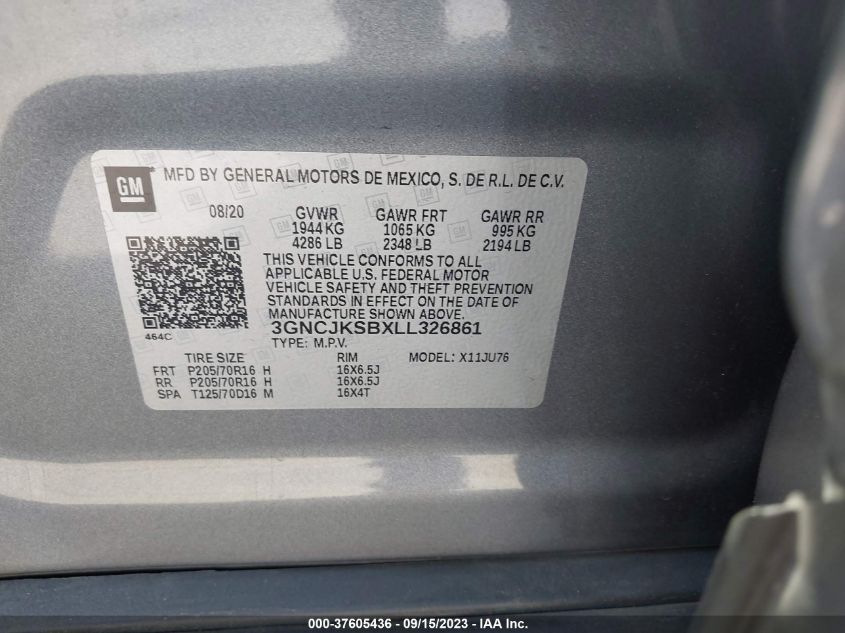 GM MFD BY GENERAL MOTORS DE MEXICO, S. DE R.L. DE C.V.
08/20 GVWR GAWR FRT GAWR RR
1944 KG 1065 KG 995 KG
4286 LB 2348 LB 2194 LB
THIS VEHICLE CONFORMS TO ALL
APPLICABLE U.S. FEDERAL MOTOR
VEHICLE SAFETY AND THEFT PREVENTION
STANDARDS IN EFFECT ON THE DATE OF
MANUFACTURE SHOWN ABOVE.
464C 3GNCJKSBXLL326861
TYPE: M.P.V.
TIRE SIZE RIM MODEL: X11JU76
FRT P205/70R16 H 16X6.5J
RR P205/70R16 H 16X6.5J
SPA T125/70D16 M 16X4T
000-37605436 - 09/15/2023 - Copyright © IAA, Inc.